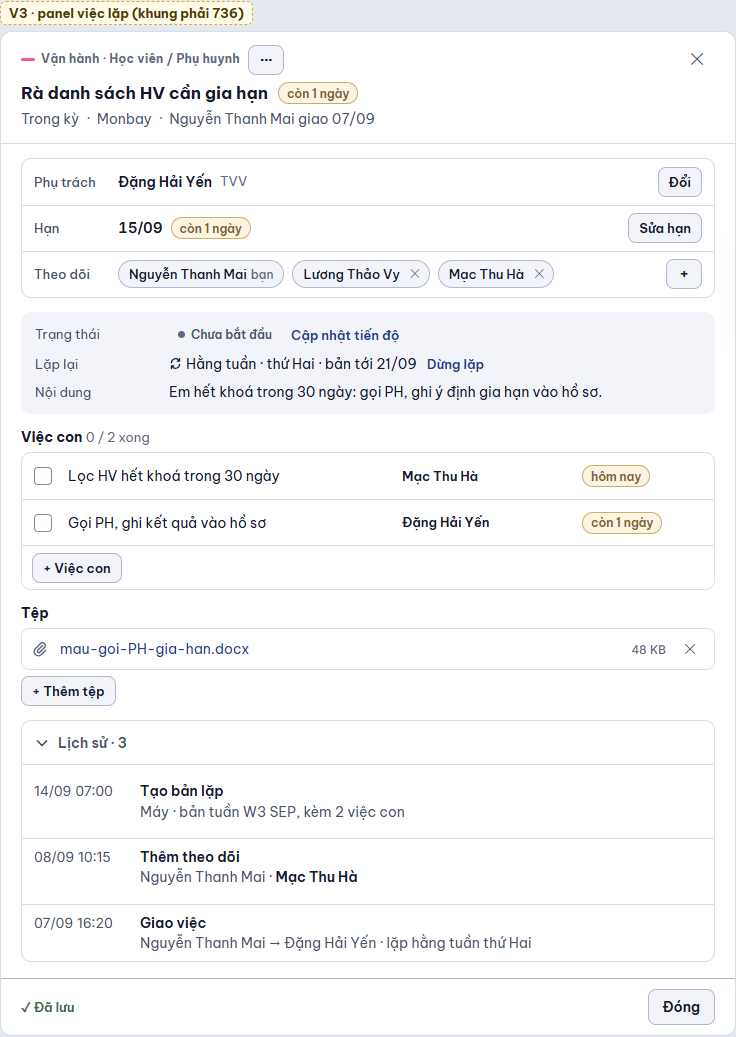 V3 · panel việc lặp (khung phải 736)
Vận hành · Học viên / Phụ huynh ···
Rà danh sách HV cần gia hạn còn 1 ngày
Trong kỳ · Monbay · Nguyễn Thanh Mai giao 07/09
Phụ trách Đặng Hải Yến TVV Đổi
Hạn 15/09 còn 1 ngày Sửa hạn
Theo dõi Nguyễn Thanh Mai bạn Lương Thảo Vy × Mạc Thu Hà × +
Trạng thái Chưa bắt đầu Cập nhật tiến độ
Lặp lại Hằng tuần · thứ Hai · bản tới 21/09 Dừng lặp
Nội dung Em hết khoá trong 30 ngày: gọi PH, ghi ý định gia hạn vào hồ sơ.
Việc con 0 / 2 xong
Lọc HV hết khoá trong 30 ngày Mạc Thu Hà hôm nay
Gọi PH, ghi kết quả vào hồ sơ Đặng Hải Yến còn 1 ngày
+ Việc con
Tệp
mau-goi-PH-gia-han.docx 48 KB
+ Thêm tệp
Lịch sử · 3
14/09 07:00 Tạo bản lặp
Máy · bản tuần W3 SEP, kèm 2 việc con
08/09 10:15 Thêm theo dõi
Nguyễn Thanh Mai · Mạc Thu Hà
07/09 16:20 Giao việc
Nguyễn Thanh Mai → Đặng Hải Yến · lặp hằng tuần thứ Hai
✓ Đã lưu Đóng